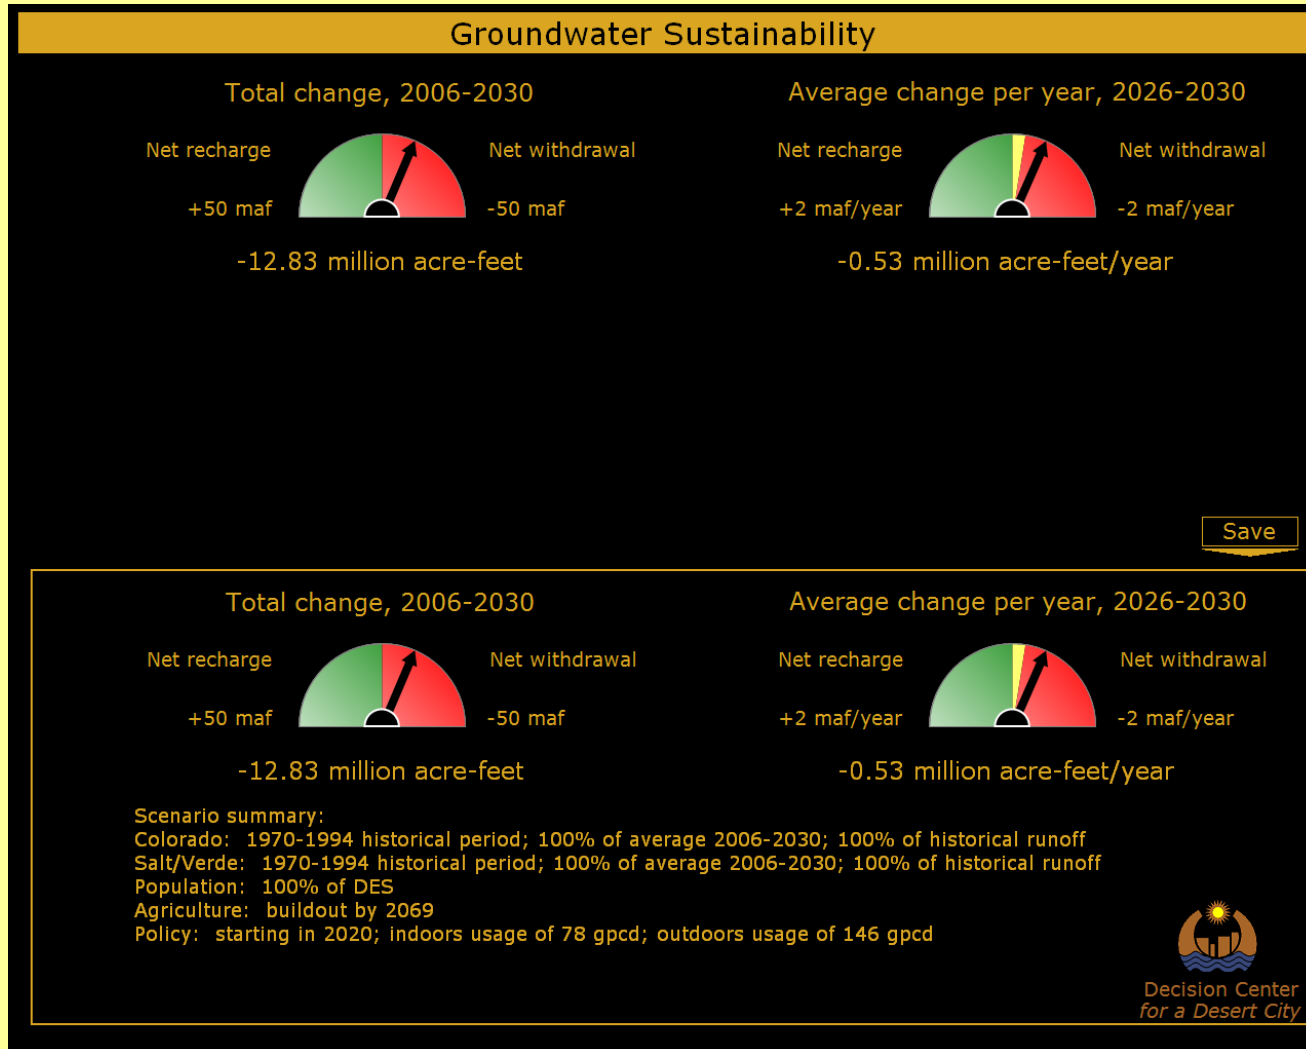 Groundwater Sustainability
Total change, 2006-2030
Net recharge
Net withdrawal
+50 maf
-50 maf
-12.83 million acre-feet
Average change per year, 2026-2030
Net recharge
Net withdrawal
+2 maf/year
-2 maf/year
-0.53 million acre-feet/year
Save
Total change, 2006-2030
Net recharge
Net withdrawal
+50 maf
-50 maf
-12.83 million acre-feet
Average change per year, 2026-2030
Net recharge
Net withdrawal
+2 maf/year
-2 maf/year
-0.53 million acre-feet/year
Scenario summary:
Colorado: 1970-1994 historical period; 100% of average 2006-2030; 100% of historical runoff
Salt/Verde: 1970-1994 historical period; 100% of average 2006-2030; 100% of historical runoff
Population: 100% of DES
Agriculture: buildout by 2069
Policy: starting in 2020; indoors usage of 78 gpcd; outdoors usage of 146 gpcd
Decision Center
for a Desert City